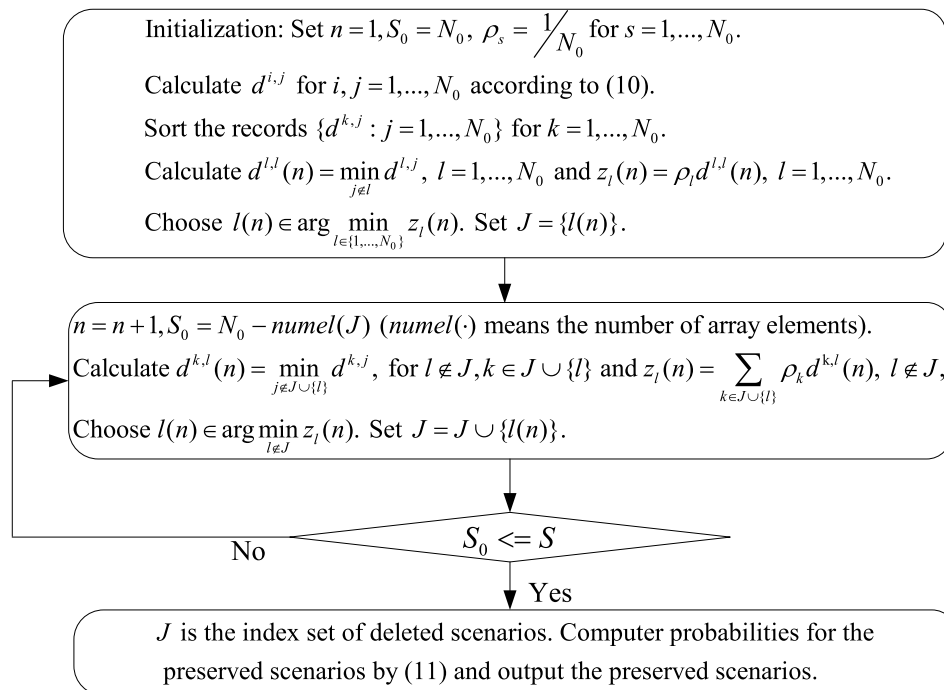 Initialization: Set n = 1, S₀ = N₀, ρₛ = 1/N₀ for s = 1,..., N₀.
Calculate d^{i,j} for i, j = 1,..., N₀ according to (10).
Sort the records {d^{k,j} : j = 1,..., N₀} for k = 1,..., N₀.
Calculate d^{l,l}(n) = min_{j∉l} d^{l,j}, l = 1,..., N₀ and z_l(n) = ρ_l d^{l,l}(n), l = 1,..., N₀.
Choose l(n) ∈ arg min_{l∈{1,...,N₀}} z_l(n). Set J = {l(n)}.
n = n + 1, S₀ = N₀ − numel(J) (numel(·) means the number of array elements).
Calculate d^{k,l}(n) = min_{j∉J∪{l}} d^{k,j}, for l ∉ J, k ∈ J ∪ {l} and z_l(n) = ∑_{k∈J∪{l}} ρ_k d^{k,l}(n), l ∉ J,
Choose l(n) ∈ arg min_{l∉J} z_l(n). Set J = J ∪ {l(n)}.
S₀ <= S
No
Yes
J is the index set of deleted scenarios. Computer probabilities for the
preserved scenarios by (11) and output the preserved scenarios.